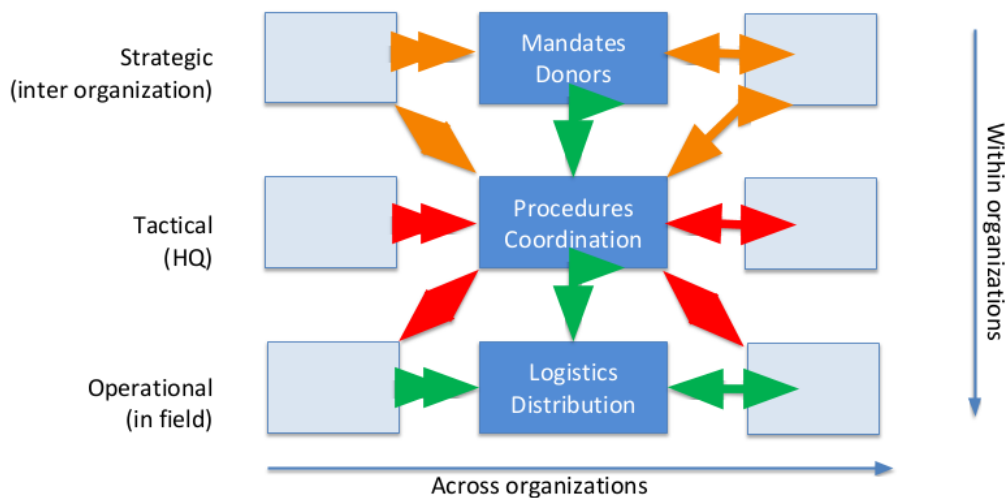 Strategic
(inter organization)
Mandates
Donors
Tactical
(HQ)
Procedures
Coordination
Operational
(in field)
Logistics
Distribution
Within organizations
Across organizations